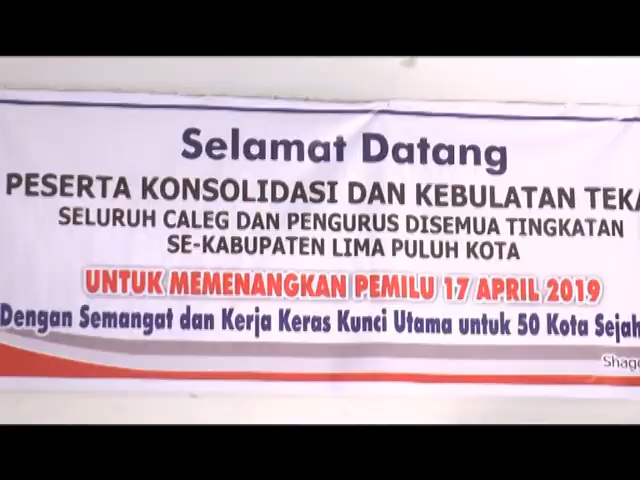 Selamat Datang
PESERTA KONSOLIDASI DAN KEBULATAN TEKA
SELURUH CALEG DAN PENGURUS DISEMUA TINGKATAN
SE-KABUPATEN LIMA PULUH KOTA
UNTUK MEMENANGKAN PEMILU 17 APRIL 2019
Dengan Semangat dan Kerja Keras Kunci Utama untuk 50 Kota Sejah
Shag